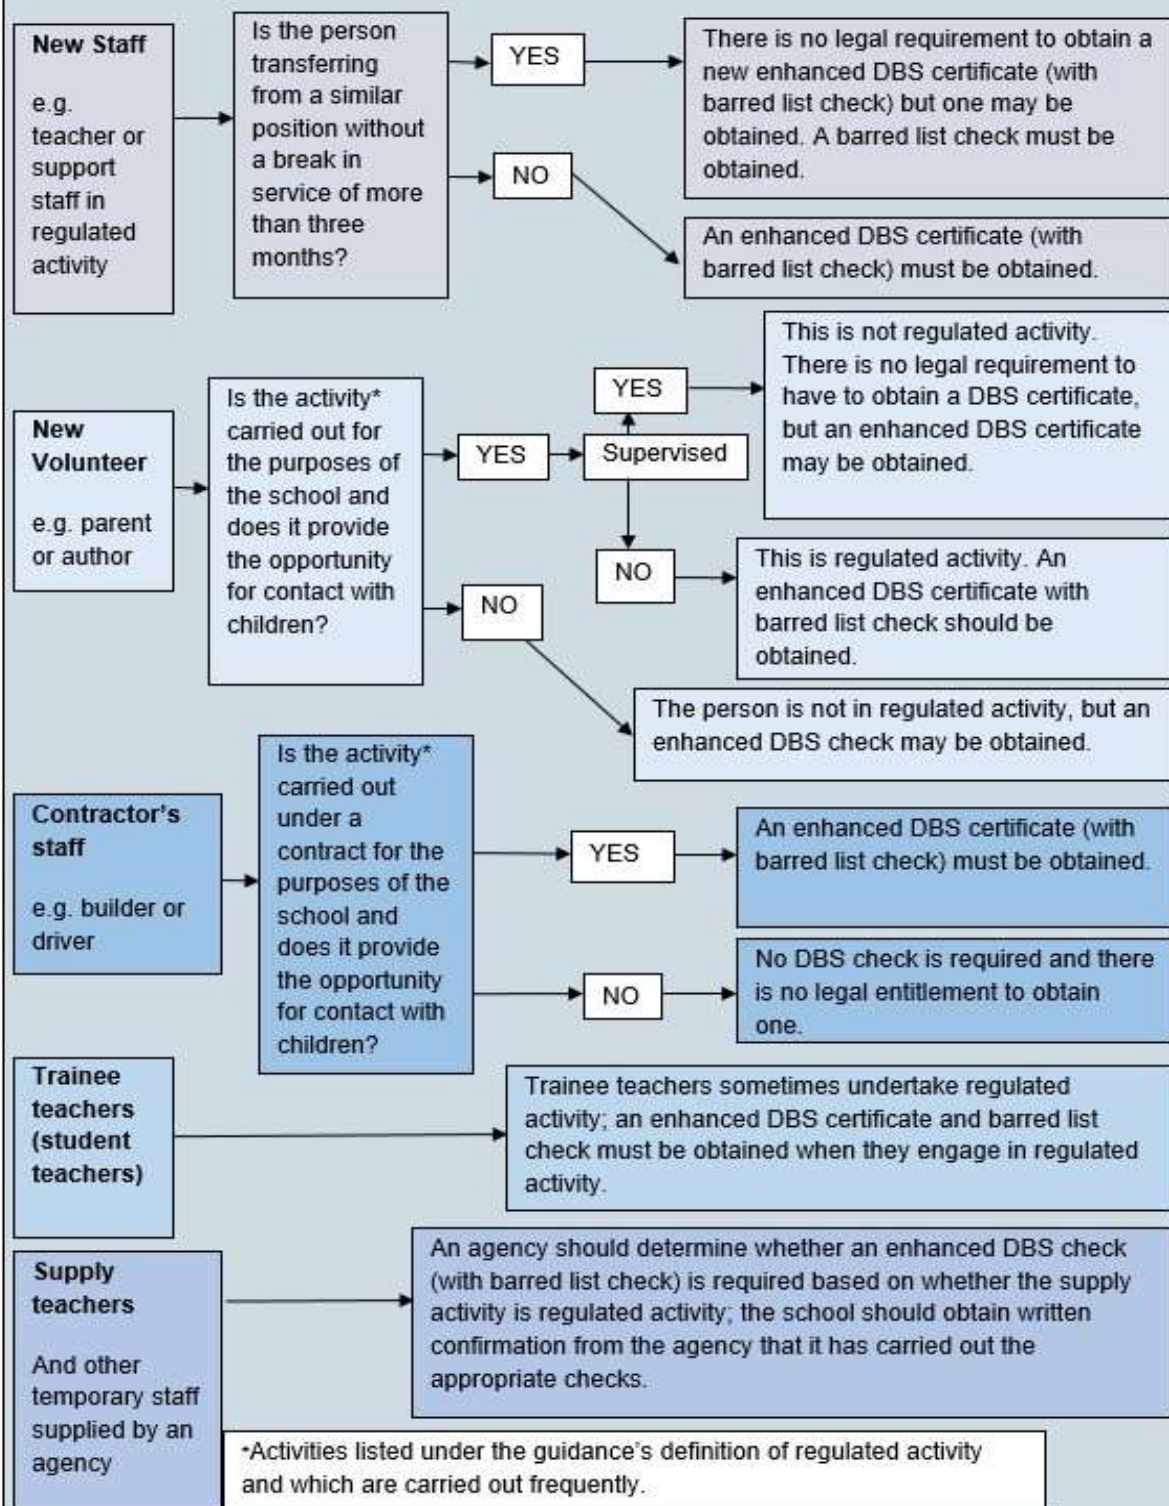 New Staff
e.g.
teacher or
support
staff in
regulated
activity
Is the person
transferring
from a similar
position without
a break in
service of more
than three
months?
YES
There is no legal requirement to obtain a
new enhanced DBS certificate (with
barred list check) but one may be
obtained. A barred list check must be
obtained.
NO
An enhanced DBS certificate (with
barred list check) must be obtained.
New
Volunteer
e.g. parent
or author
Is the activity*
carried out for
the purposes of
the school and
does it provide
the opportunity
for contact with
children?
YES
Supervised
YES
This is not regulated activity.
There is no legal requirement to
have to obtain a DBS certificate,
but an enhanced DBS certificate
may be obtained.
NO
This is regulated activity. An
enhanced DBS certificate with
barred list check should be
obtained.
NO
The person is not in regulated activity, but an
enhanced DBS check may be obtained.
Contractor's
staff
e.g. builder or
driver
Is the activity*
carried out
under a
contract for the
purposes of the
school and
does it provide
the opportunity
for contact with
children?
YES
An enhanced DBS certificate (with
barred list check) must be obtained.
NO
No DBS check is required and there
is no legal entitlement to obtain
one.
Trainee
teachers
(student
teachers)
Trainee teachers sometimes undertake regulated
activity; an enhanced DBS certificate and barred list
check must be obtained when they engage in regulated
activity.
Supply
teachers
And other
temporary staff
supplied by an
agency
An agency should determine whether an enhanced DBS check
(with barred list check) is required based on whether the supply
activity is regulated activity; the school should obtain written
confirmation from the agency that it has carried out the
appropriate checks.
*Activities listed under the guidance's definition of regulated activity
and which are carried out frequently.